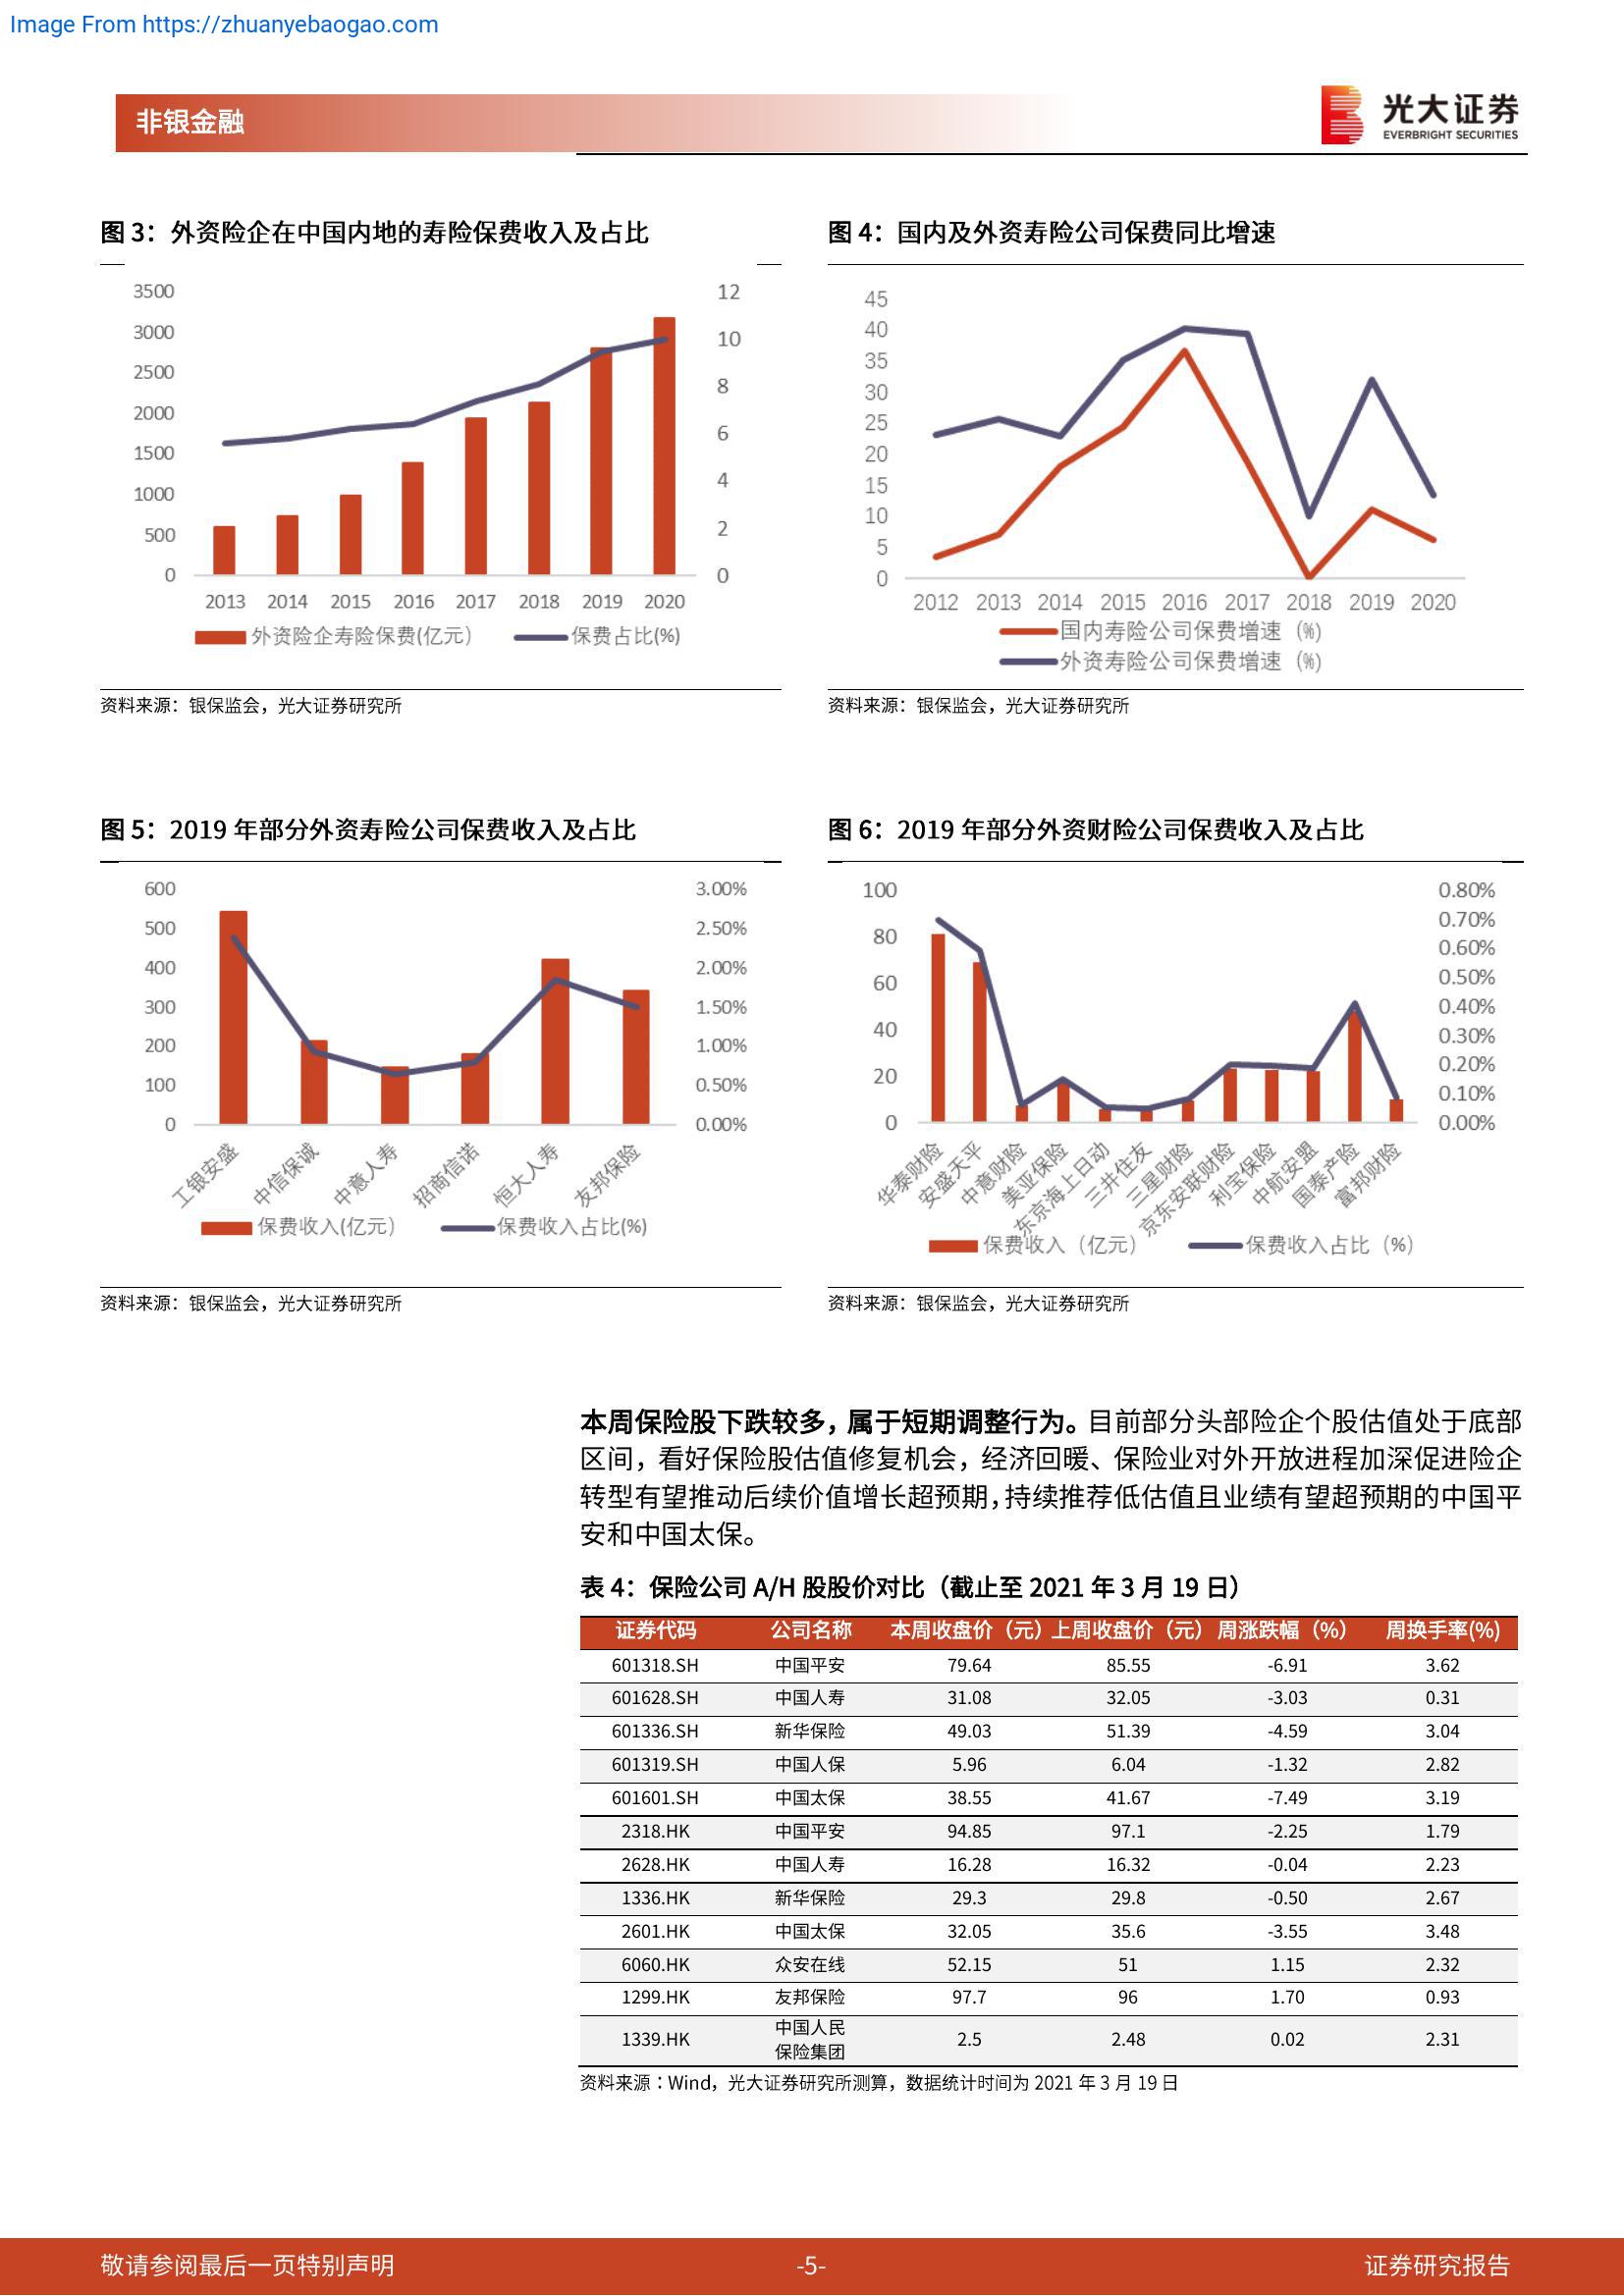 Image From https://zhuanyebaogao.com
非银金融
光大证券
EVERBRIGHT SECURITIES
图 3：外资险企在中国内地的寿险保费收入及占比
3500
3000
2500
2000
1500
1000
500
0
12
10
8
6
4
2
0
2013 2014 2015 2016 2017 2018 2019 2020
外资险企寿险保费(亿元) 保费占比(%)
资料来源：银保监会，光大证券研究所
图 4：国内及外资寿险公司保费同比增速
45
40
35
30
25
20
15
10
5
0
2012 2013 2014 2015 2016 2017 2018 2019 2020
国内寿险公司保费增速（%）
外资寿险公司保费增速（%）
资料来源：银保监会，光大证券研究所
图 5：2019 年部分外资寿险公司保费收入及占比
600
500
400
300
200
100
0
3.00%
2.50%
2.00%
1.50%
1.00%
0.50%
0.00%
工银安盛 中信保诚 中意人寿 招商信诺 恒大人寿 友邦保险
保费收入(亿元) 保费收入占比(%)
资料来源：银保监会，光大证券研究所
图 6：2019 年部分外资财险公司保费收入及占比
100
80
60
40
20
0
0.80%
0.70%
0.60%
0.50%
0.40%
0.30%
0.20%
0.10%
0.00%
华泰财险 安盛天平 中意财险 美亚保险 东京海上日动 三井住友 三星财险 京东安联财险 利宝保险 中航安盟 国泰产险 富邦财险
保费收入（亿元） 保费收入占比（%）
资料来源：银保监会，光大证券研究所
本周保险股下跌较多，属于短期调整行为。目前部分头部险企个股估值处于底部
区间，看好保险股估值修复机会，经济回暖、保险业对外开放进程加深促进险企
转型有望推动后续价值增长超预期，持续推荐低估值且业绩有望超预期的中国平
安和中国太保。
表 4：保险公司 A/H 股股价对比（截止至 2021 年 3 月 19 日）
证券代码 公司名称 本周收盘价（元） 上周收盘价（元） 周涨跌幅（%） 周换手率(%)
601318.SH 中国平安 79.64 85.55 -6.91 3.62
601628.SH 中国人寿 31.08 32.05 -3.03 0.31
601336.SH 新华保险 49.03 51.39 -4.59 3.04
601319.SH 中国人保 5.96 6.04 -1.32 2.82
601601.SH 中国太保 38.55 41.67 -7.49 3.19
2318.HK 中国平安 94.85 97.1 -2.25 1.79
2628.HK 中国人寿 16.28 16.32 -0.04 2.23
1336.HK 新华保险 29.3 29.8 -0.50 2.67
2601.HK 中国太保 32.05 35.6 -3.55 3.48
6060.HK 众安在线 52.15 51 1.15 2.32
1299.HK 友邦保险 97.7 96 1.70 0.93
1339.HK 中国人民保险集团 2.5 2.48 0.02 2.31
资料来源：Wind，光大证券研究所测算，数据统计时间为 2021 年 3 月 19 日
敬请参阅最后一页特别声明 -5- 证券研究报告